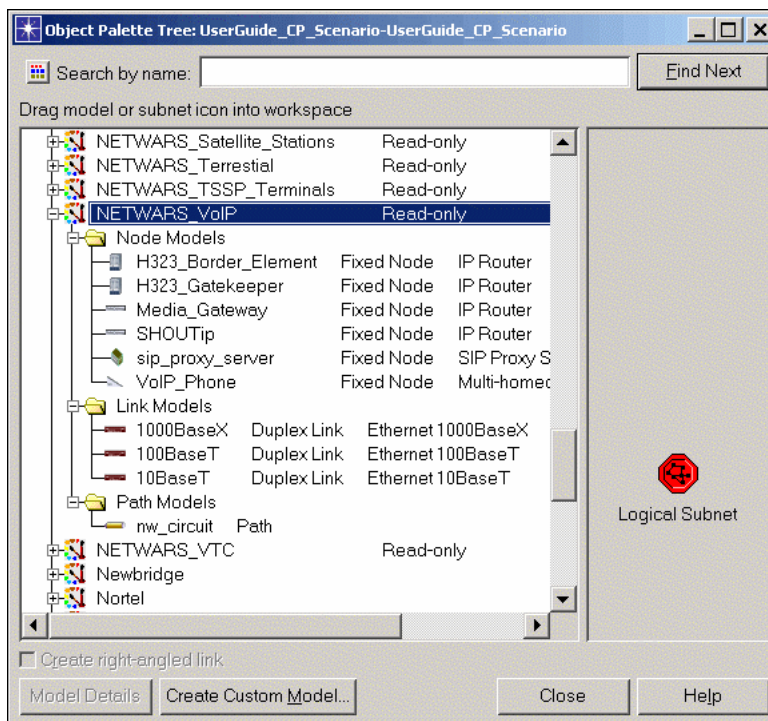 Object Palette Tree: UserGuide_CP_Scenario-UserGuide_CP_Scenario
Search by name:
Find Next
Drag model or subnet icon into workspace
NETWARS_Satellite_Stations Read-only
NETWARS_Terrestial Read-only
NETWARS_TSSP_Terminals Read-only
NETWARS_VoIP Read-only
Node Models
H323_Border_Element Fixed Node IP Router
H323_Gatekeeper Fixed Node IP Router
Media_Gateway Fixed Node IP Router
SHOUTip Fixed Node IP Router
sip_proxy_server Fixed Node SIP Proxy S
VoIP_Phone Fixed Node Multi-homed
Link Models
1000BaseX Duplex Link Ethernet 1000BaseX
100BaseT Duplex Link Ethernet 100BaseT
10BaseT Duplex Link Ethernet 10BaseT
Path Models
nw_circuit Path
NETWARS_VTC Read-only
Newbridge
Nortel
Logical Subnet
Create right-angled link
Model Details
Create Custom Model...
Close
Help